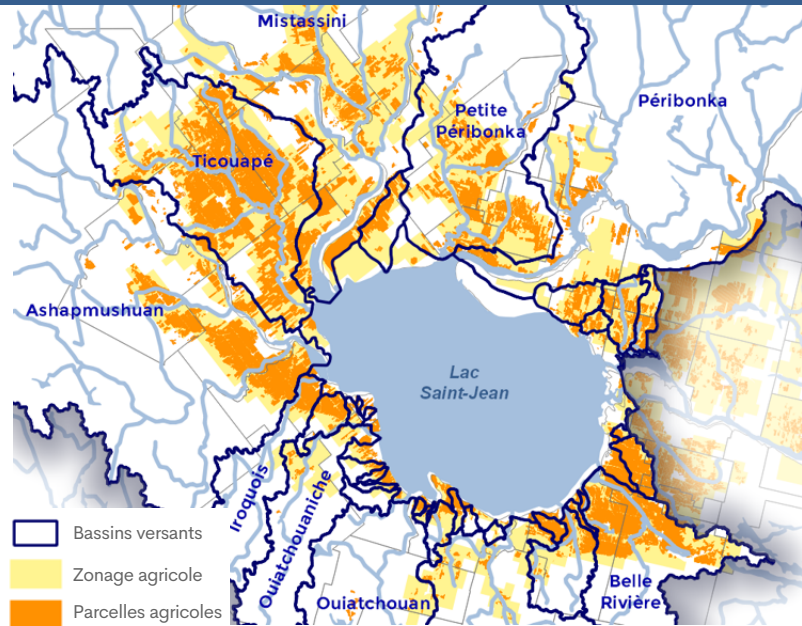 Mistassini
Petite
Péribonka
Péribonka
Ticouapé
Ashapmushuan
Lac
Saint-Jean
Iroquois
Ouiatchouaniche
Ouiatchouan
Belle
Rivière
Bassins versants
Zonage agricole
Parcelles agricoles